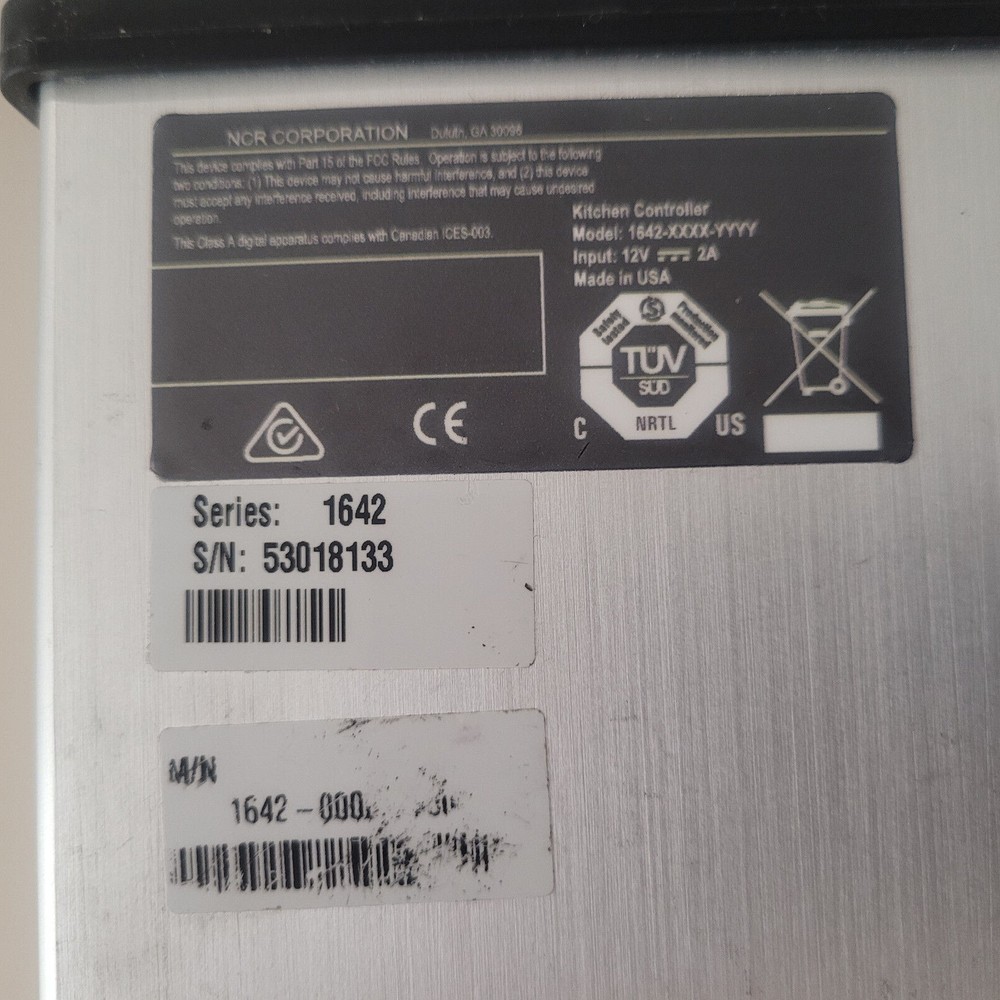 NCR CORPORATION Duluth, GA 30096
This device complies with Part 15 of the FCC Rules. Operation is subject to the following
two conditions: (1) This device may not cause harmful interference, and (2) this device
must accept any interference received, including interference that may cause undesired
operation.
This Class A digital apparatus complies with Canadian ICES-003.
Kitchen Controller
Model: 1642-XXXX-YYYY
Input: 12V 2A
Made in USA
Safety tested
Production monitored
TÜV
SÜD
C NRTL US
CE
Series: 1642
S/N: 53018133
M/N
1642-000